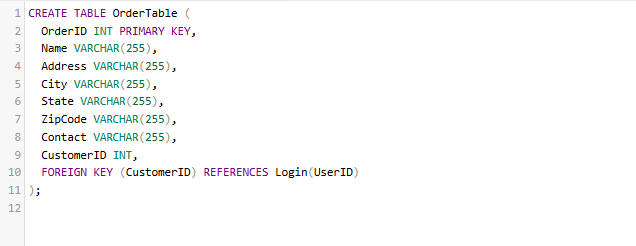 1 CREATE TABLE OrderTable (
2 OrderID INT PRIMARY KEY,
3 Name VARCHAR(255),
4 Address VARCHAR(255),
5 City VARCHAR(255),
6 State VARCHAR(255),
7 ZipCode VARCHAR(255),
8 Contact VARCHAR(255),
9 CustomerID INT,
10 FOREIGN KEY (CustomerID) REFERENCES Login(UserID)
11 );
12